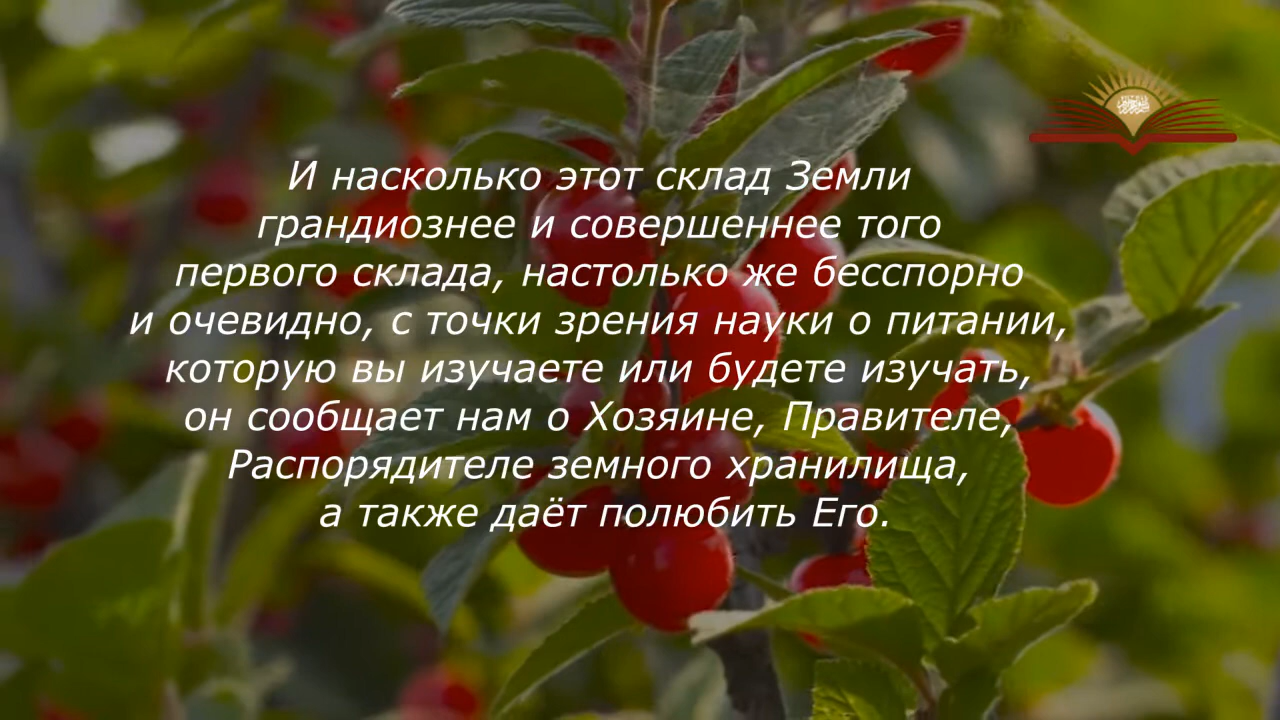 И насколько этот склад Земли
грандиознее и совершеннее того
первого склада, настолько же бесспорно
и очевидно, с точки зрения науки о питании,
которую вы изучаете или будете изучать,
он сообщает нам о Хозяине, Правителе,
Распорядителе земного хранилища,
а также даёт полюбить Его.